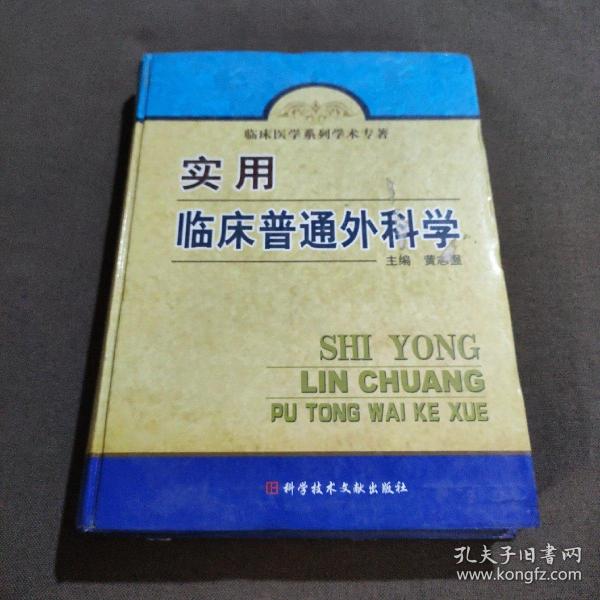 临床医学系列学术专著
实用
临床普通外科学
主编 黄志强
SHI YONG
LIN CHUANG
PU TONG WAI KE XUE
科学技术文献出版社
孔夫子旧书网
www.kongfz.com